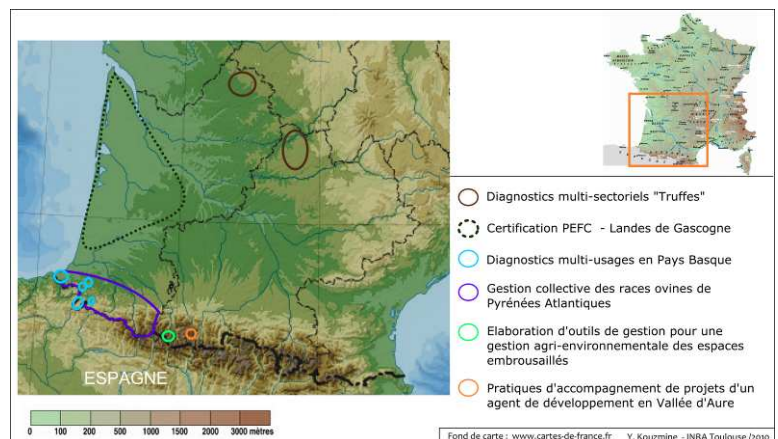 Diagnostics multi-sectoriels "Truffes"
Certification PEFC - Landes de Gascogne
Diagnostics multi-usages en Pays Basque
Gestion collective des races ovines de
Pyrénées Atlantiques
Elaboration d'outils de gestion pour une
gestion agri-environnementale des espaces
embrousaillés
Pratiques d'accompagnement de projets d'un
agent de développement en Vallée d'Aure
ESPAGNE
0 100 200 500 1000 1500 2000 3000 mètres
Fond de carte : www.cartes-de-france.fr Y. Kouzmine - INRA Toulouse /2010